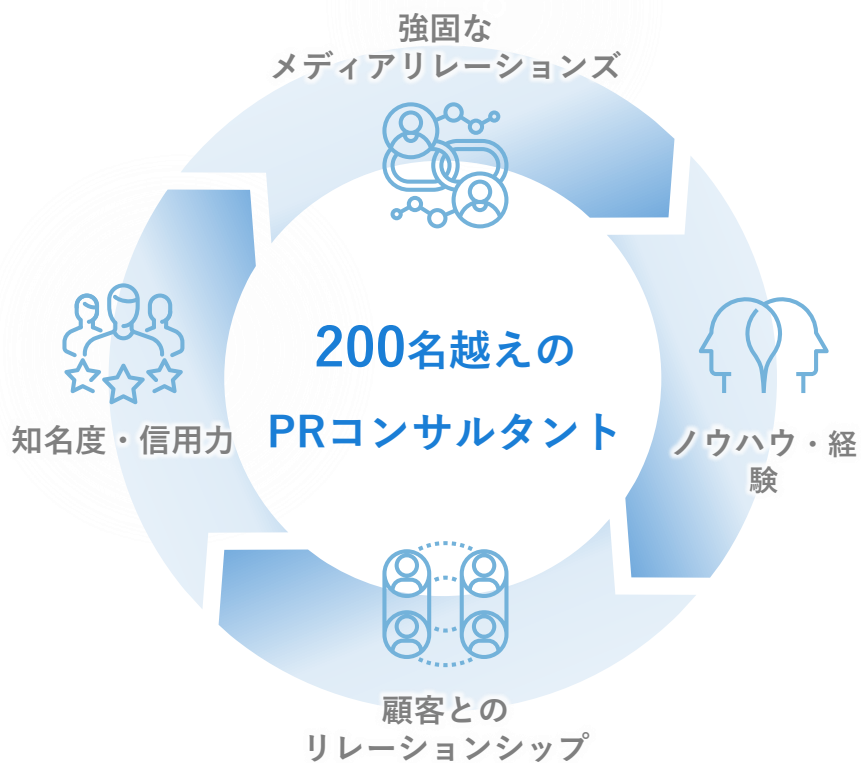 強固な
メディアリレーションズ
200名越えの
PRコンサルタント
知名度・信用力
ノウハウ・経
験
顧客との
リレーションシップ